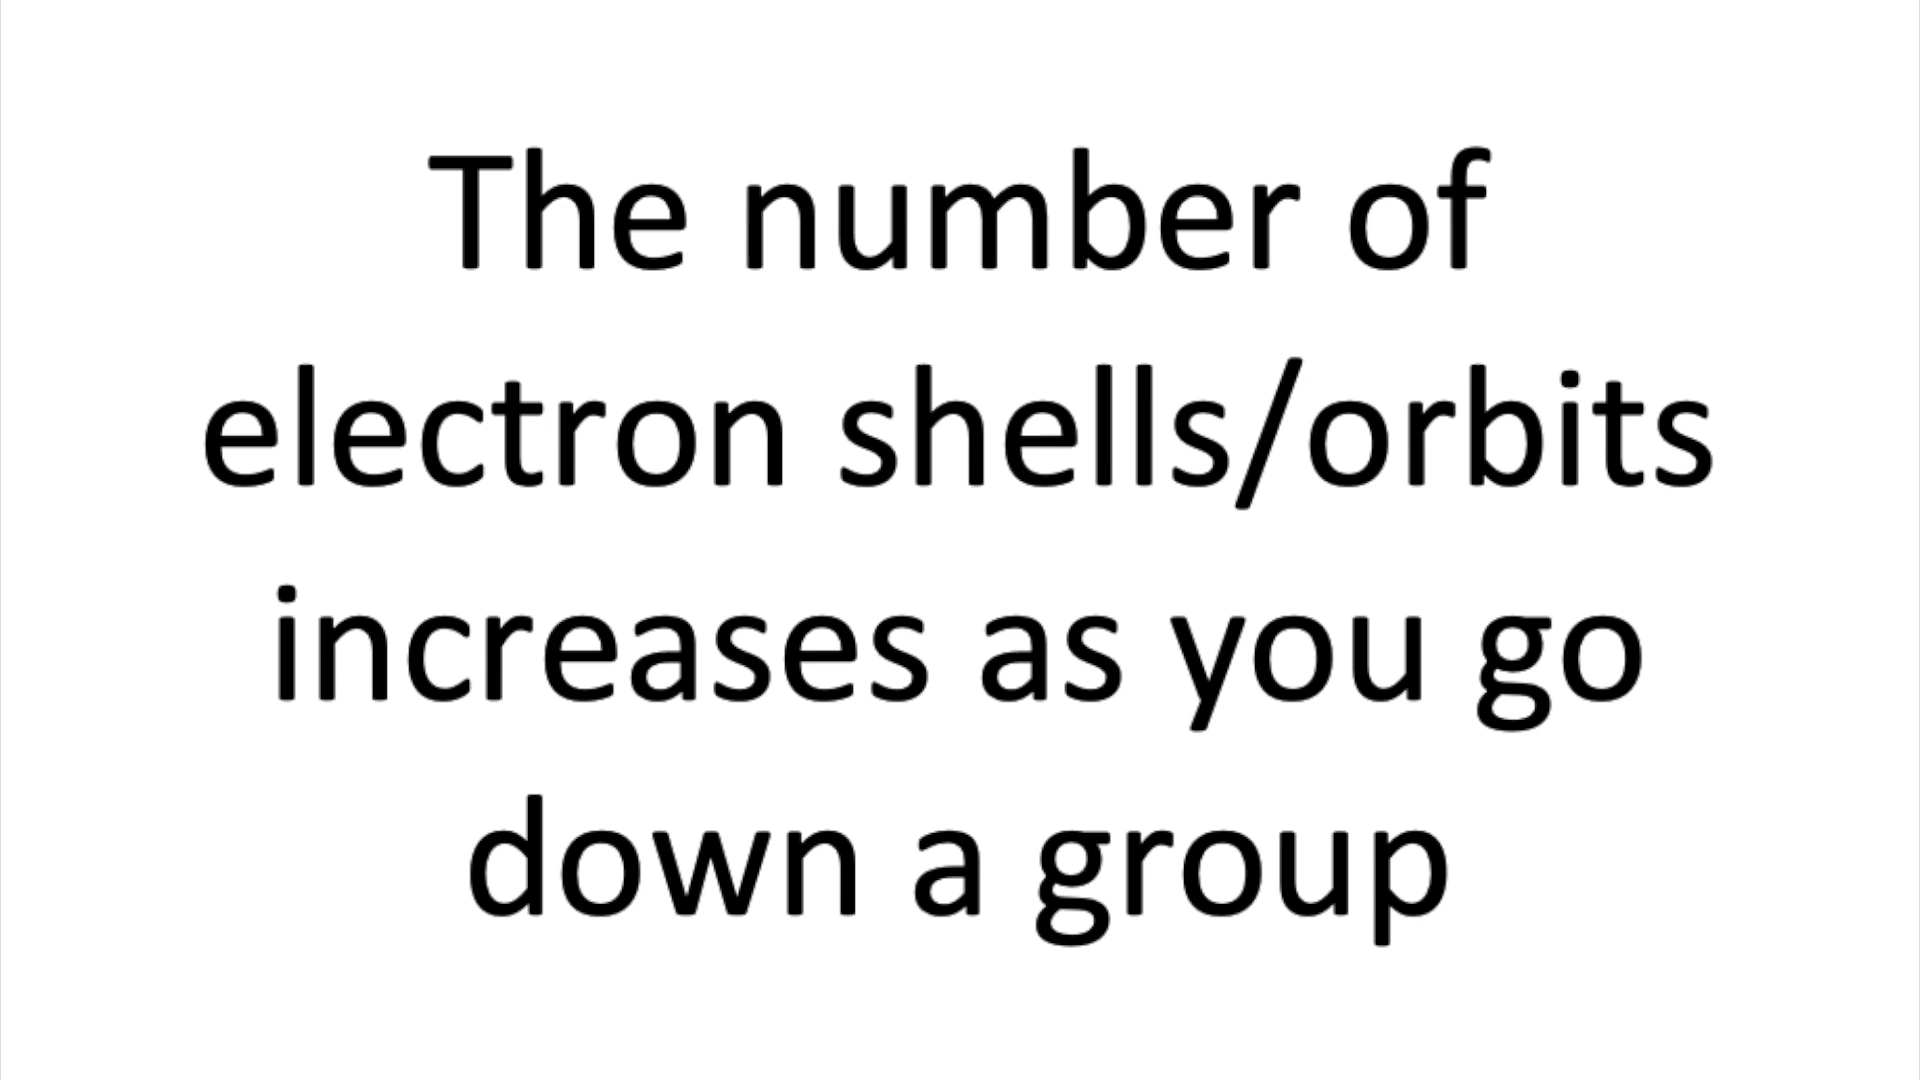 The number of
electron shells/orbits
increases as you go
down a group